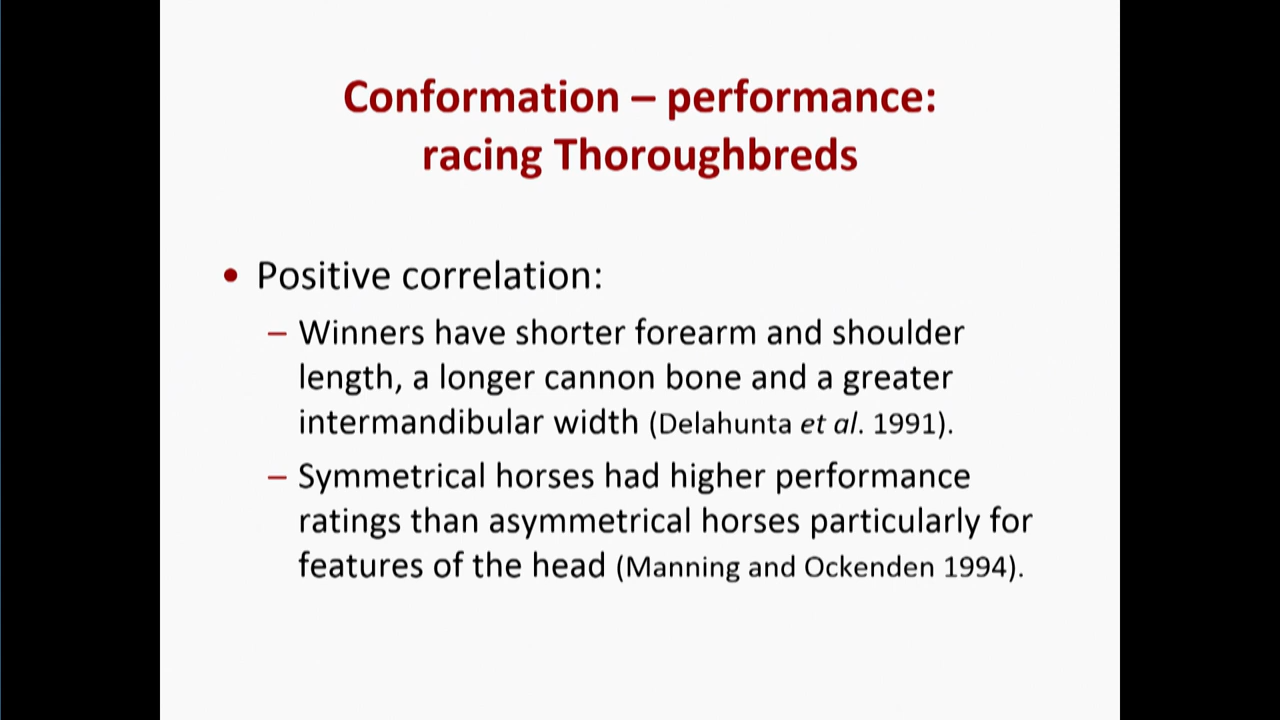 Conformation – performance:
racing Thoroughbreds
• Positive correlation:
– Winners have shorter forearm and shoulder
length, a longer cannon bone and a greater
intermandibular width (Delahunta et al. 1991).
– Symmetrical horses had higher performance
ratings than asymmetrical horses particularly for
features of the head (Manning and Ockenden 1994).